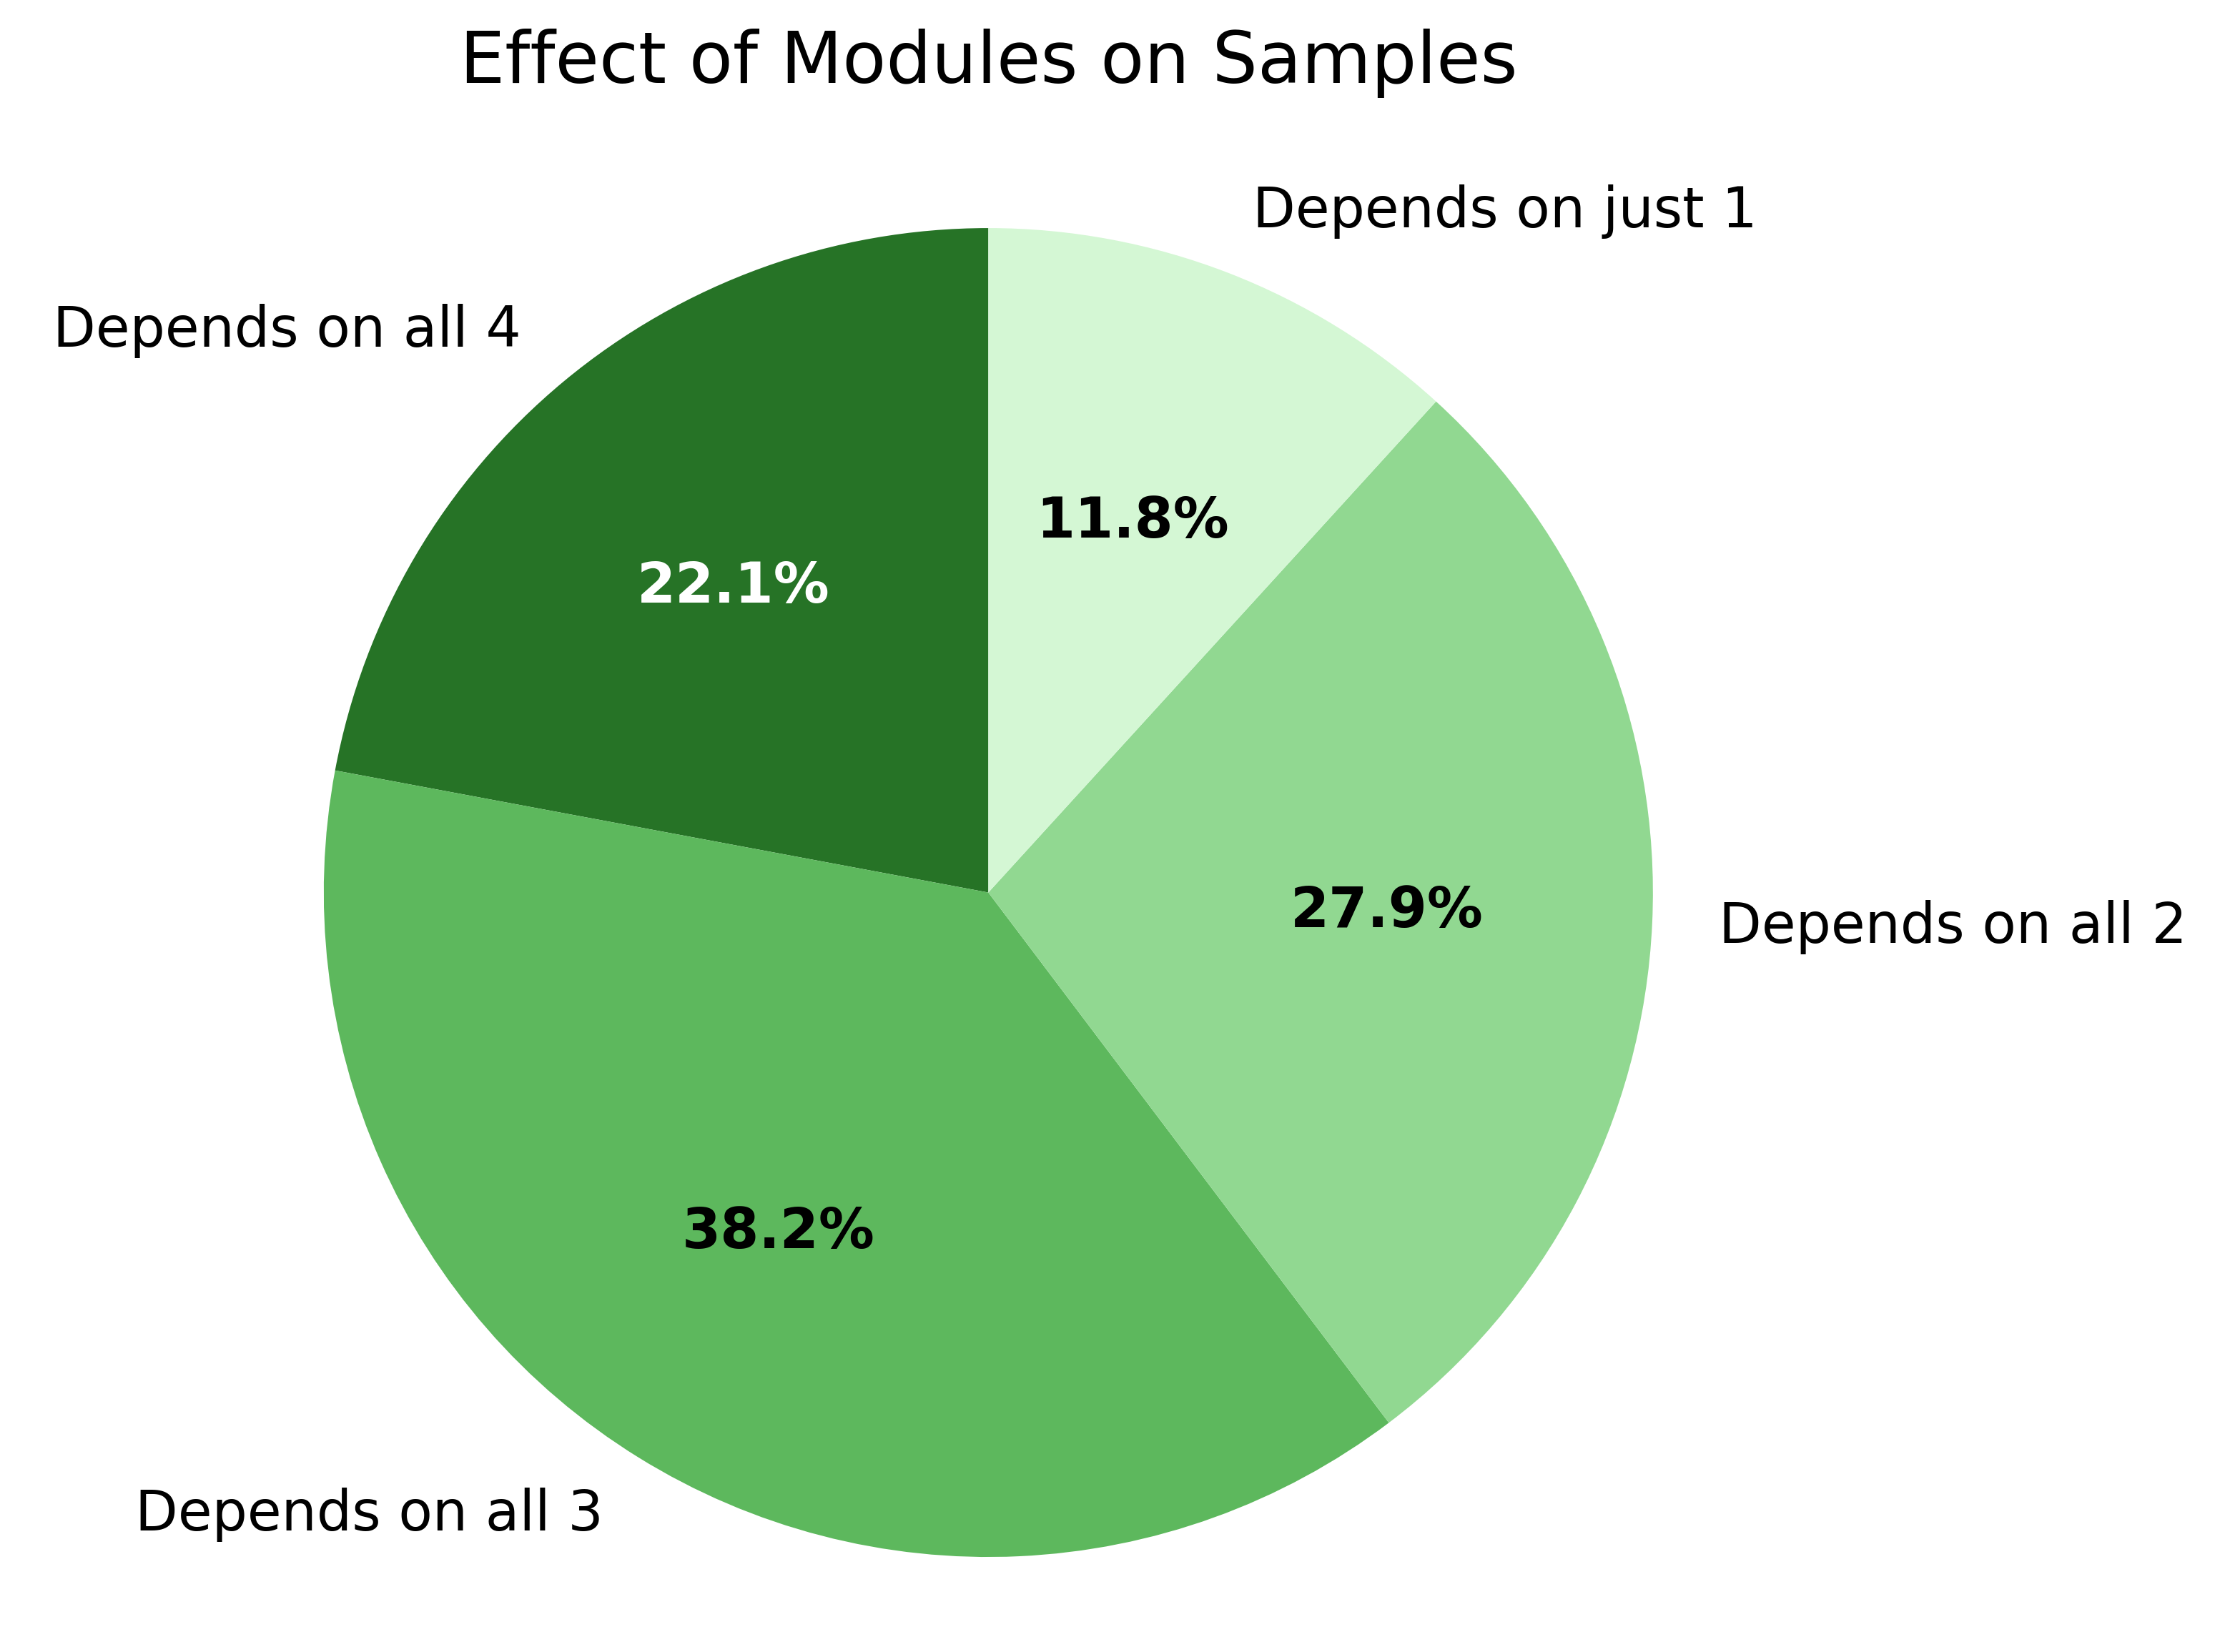 Effect of Modules on Samples
Depends on just 1
Depends on all 4
11.8%
22.1%
27.9%
Depends on all 2
38.2%
Depends on all 3